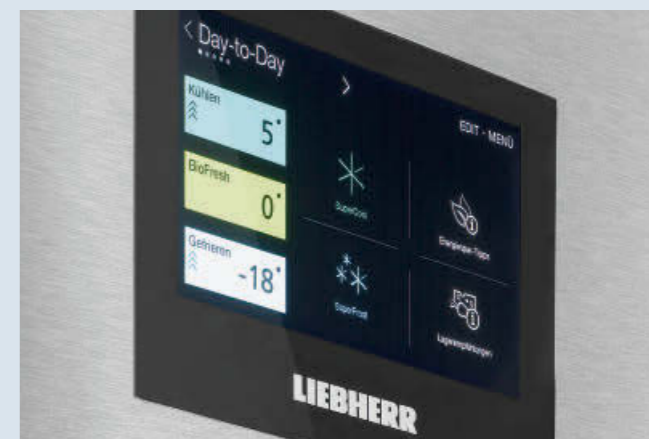 < Day-to-Day >
EDIT - MENÜ
Kühlen
5°
BioFresh
0°
Gefrieren
-18°
SuperCool
SuperFrost
Energiespar-Tipps
Lagerempfehlungen
LIEBHERR